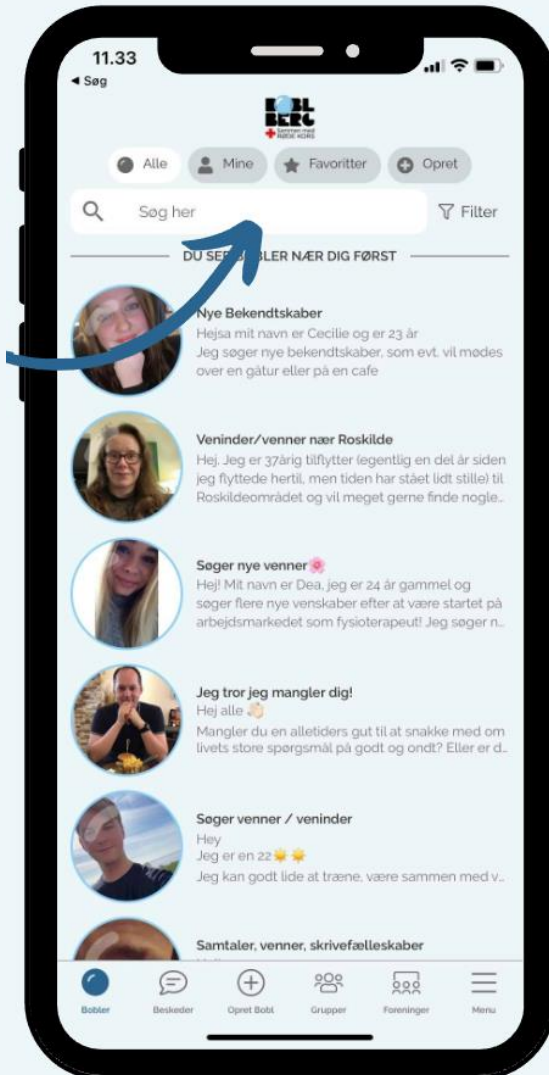 11.33
◀ Søg
BOBL
BERG
Sammen med
RØDE KORS
Alle Mine Favoritter Opret
Søg her Filter
DU SER BOBLER NÆR DIG FØRST
Nye Bekendtskaber
Hejsa mit navn er Cecilie og er 23 år
Jeg søger nye bekendtskaber, som evt. vil mødes
over en gåtur eller på en cafe
Veninder/venner nær Roskilde
Hej. Jeg er 37årig tilflytter (egentlig en del år siden
jeg flyttede hertil, men tiden har stået lidt stille) til
Roskildeområdet og vil meget gerne finde nogle...
Søger nye venner🌸
Hej! Mit navn er Dea, jeg er 24 år gammel og
søger flere nye venskaber efter at være startet på
arbejdsmarkedet som fysioterapeut! Jeg søger n...
Jeg tror jeg mangler dig!
Hej alle 👋🏻
Mangler du en alletiders gut til at snakke med om
livets store spørgsmål på godt og ondt? Eller er d...
Søger venner / veninder
Hey
Jeg er en 22☀️☀️
Jeg kan godt lide at træne, være sammen med v...
Samtaler, venner, skrivefælleskaber
Bobler Beskeder Opret Bobl Grupper Foreninger Menu